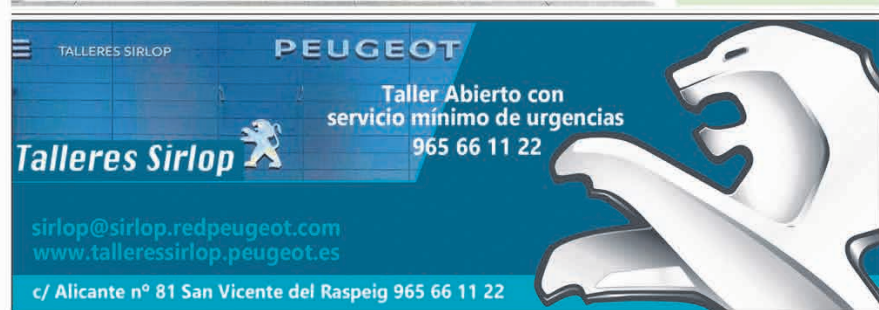 TALLERES SIRLOP
PEUGEOT
Taller Abierto con
servicio mínimo de urgencias
965 66 11 22
Talleres Sirlop
sirlop@sirlop.redpeugeot.com
www.talleressirlop.peugeot.es
c/ Alicante nº 81 San Vicente del Raspeig 965 66 11 22